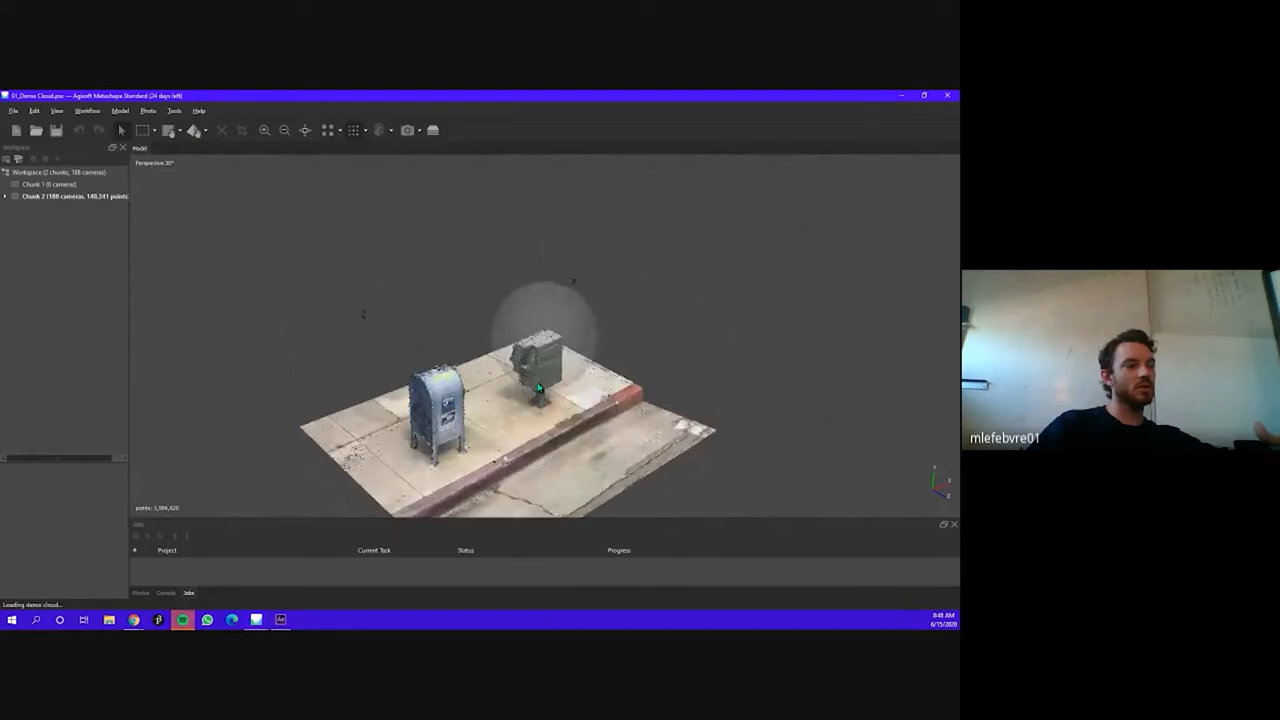 01_Dense Cloud.psx — Agisoft Metashape Standard (24 days left)
File Edit View Workflow Model Photo Tools Help
Workspace
Model
Workspace (2 chunks, 188 cameras)
Chunk 1 (0 cameras)
Chunk 2 (188 cameras, 140,341 points
Perspective 30°
mlefebvre01
Jobs
# Project Current Task Status Progress
Photos Console Jobs
Loading dense cloud...
8:48 AM
6/15/2020